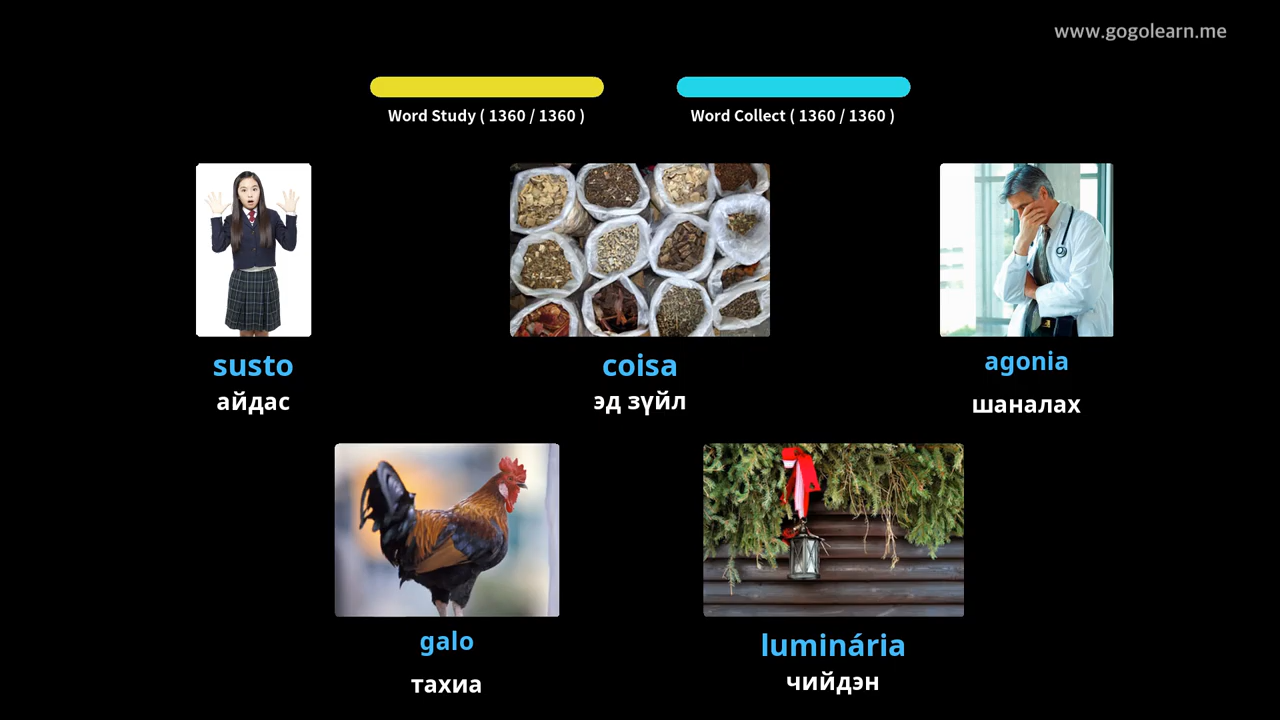 www.gogolearn.me
Word Study ( 1360 / 1360 )
Word Collect ( 1360 / 1360 )
susto
айдас
coisa
эд зүйл
agonia
шаналах
galo
тахиа
luminária
чийдэн